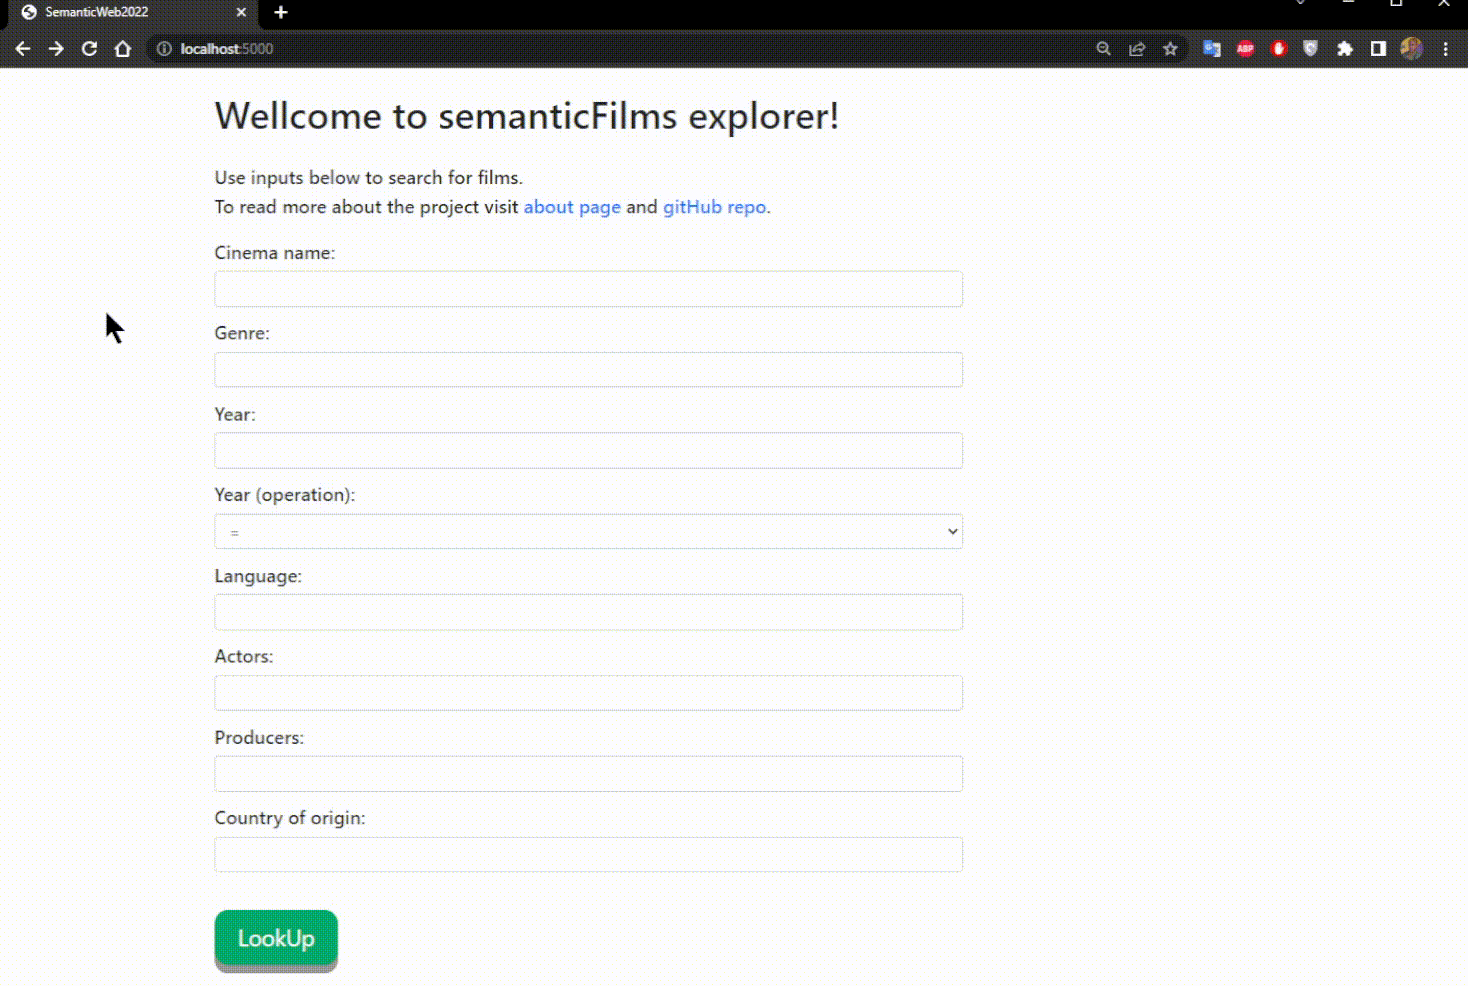 SemanticWeb2022
localhost:5000
ABP
Wellcome to semanticFilms explorer!
Use inputs below to search for films.
To read more about the project visit about page and gitHub repo.
Cinema name:
Genre:
Year:
Year (operation):
=
Language:
Actors:
Producers:
Country of origin:
LookUp